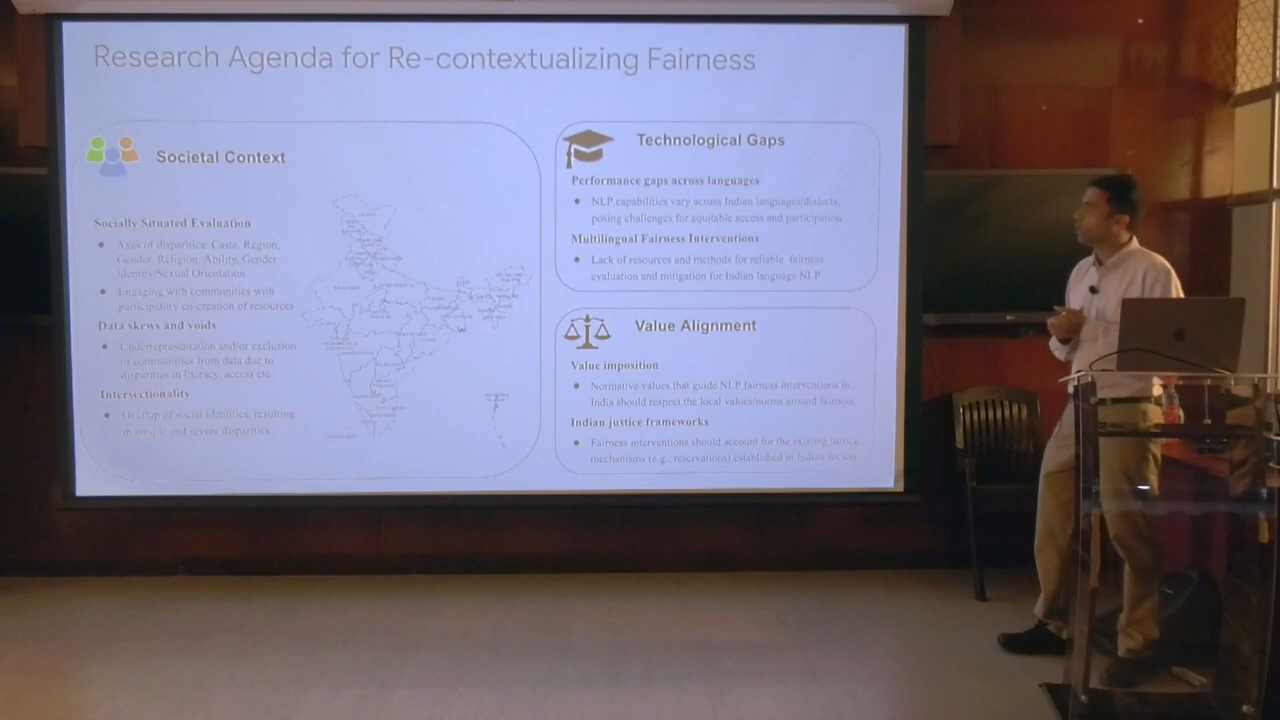 Research Agenda for Re-contextualizing Fairness
Societal Context
Socially Situated Evaluation
Axes of disparities: Caste, Region,
Gender, Religion, Ability, Gender
identity/Sexual Orientation
Engaging with communities with
participatory co-creation of resources
Data skews and voids
Underrepresentation and/or exclusion
of communities from data due to
disparities in literacy, access etc.
Intersectionality
Overlap of social identities, resulting
in unique and severe disparities
Technological Gaps
Performance gaps across languages
NLP capabilities vary across Indian languages/dialects,
posing challenges for equitable access and participation
Multilingual Fairness Interventions
Lack of resources and methods for reliable fairness
evaluation and mitigation for Indian language NLP
Value Alignment
Value imposition
Normative values that guide NLP fairness interventions in
India should respect the local values/norms around fairness
Indian justice frameworks
Fairness interventions should account for the existing justice
mechanisms (e.g., reservations) established in Indian society